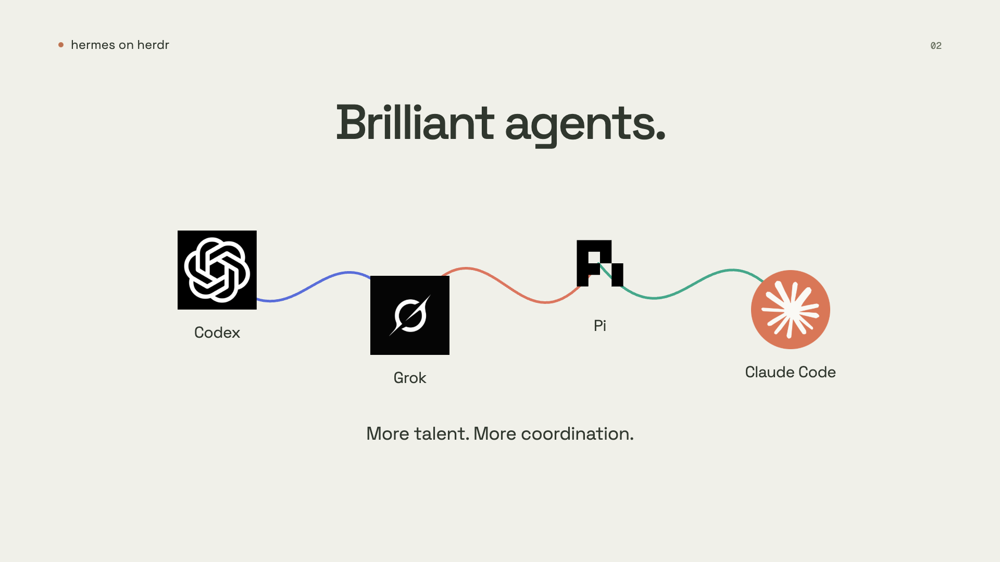 hermes on herdr
02
Brilliant agents.
Codex
Grok
Pi
Claude Code
More talent. More coordination.